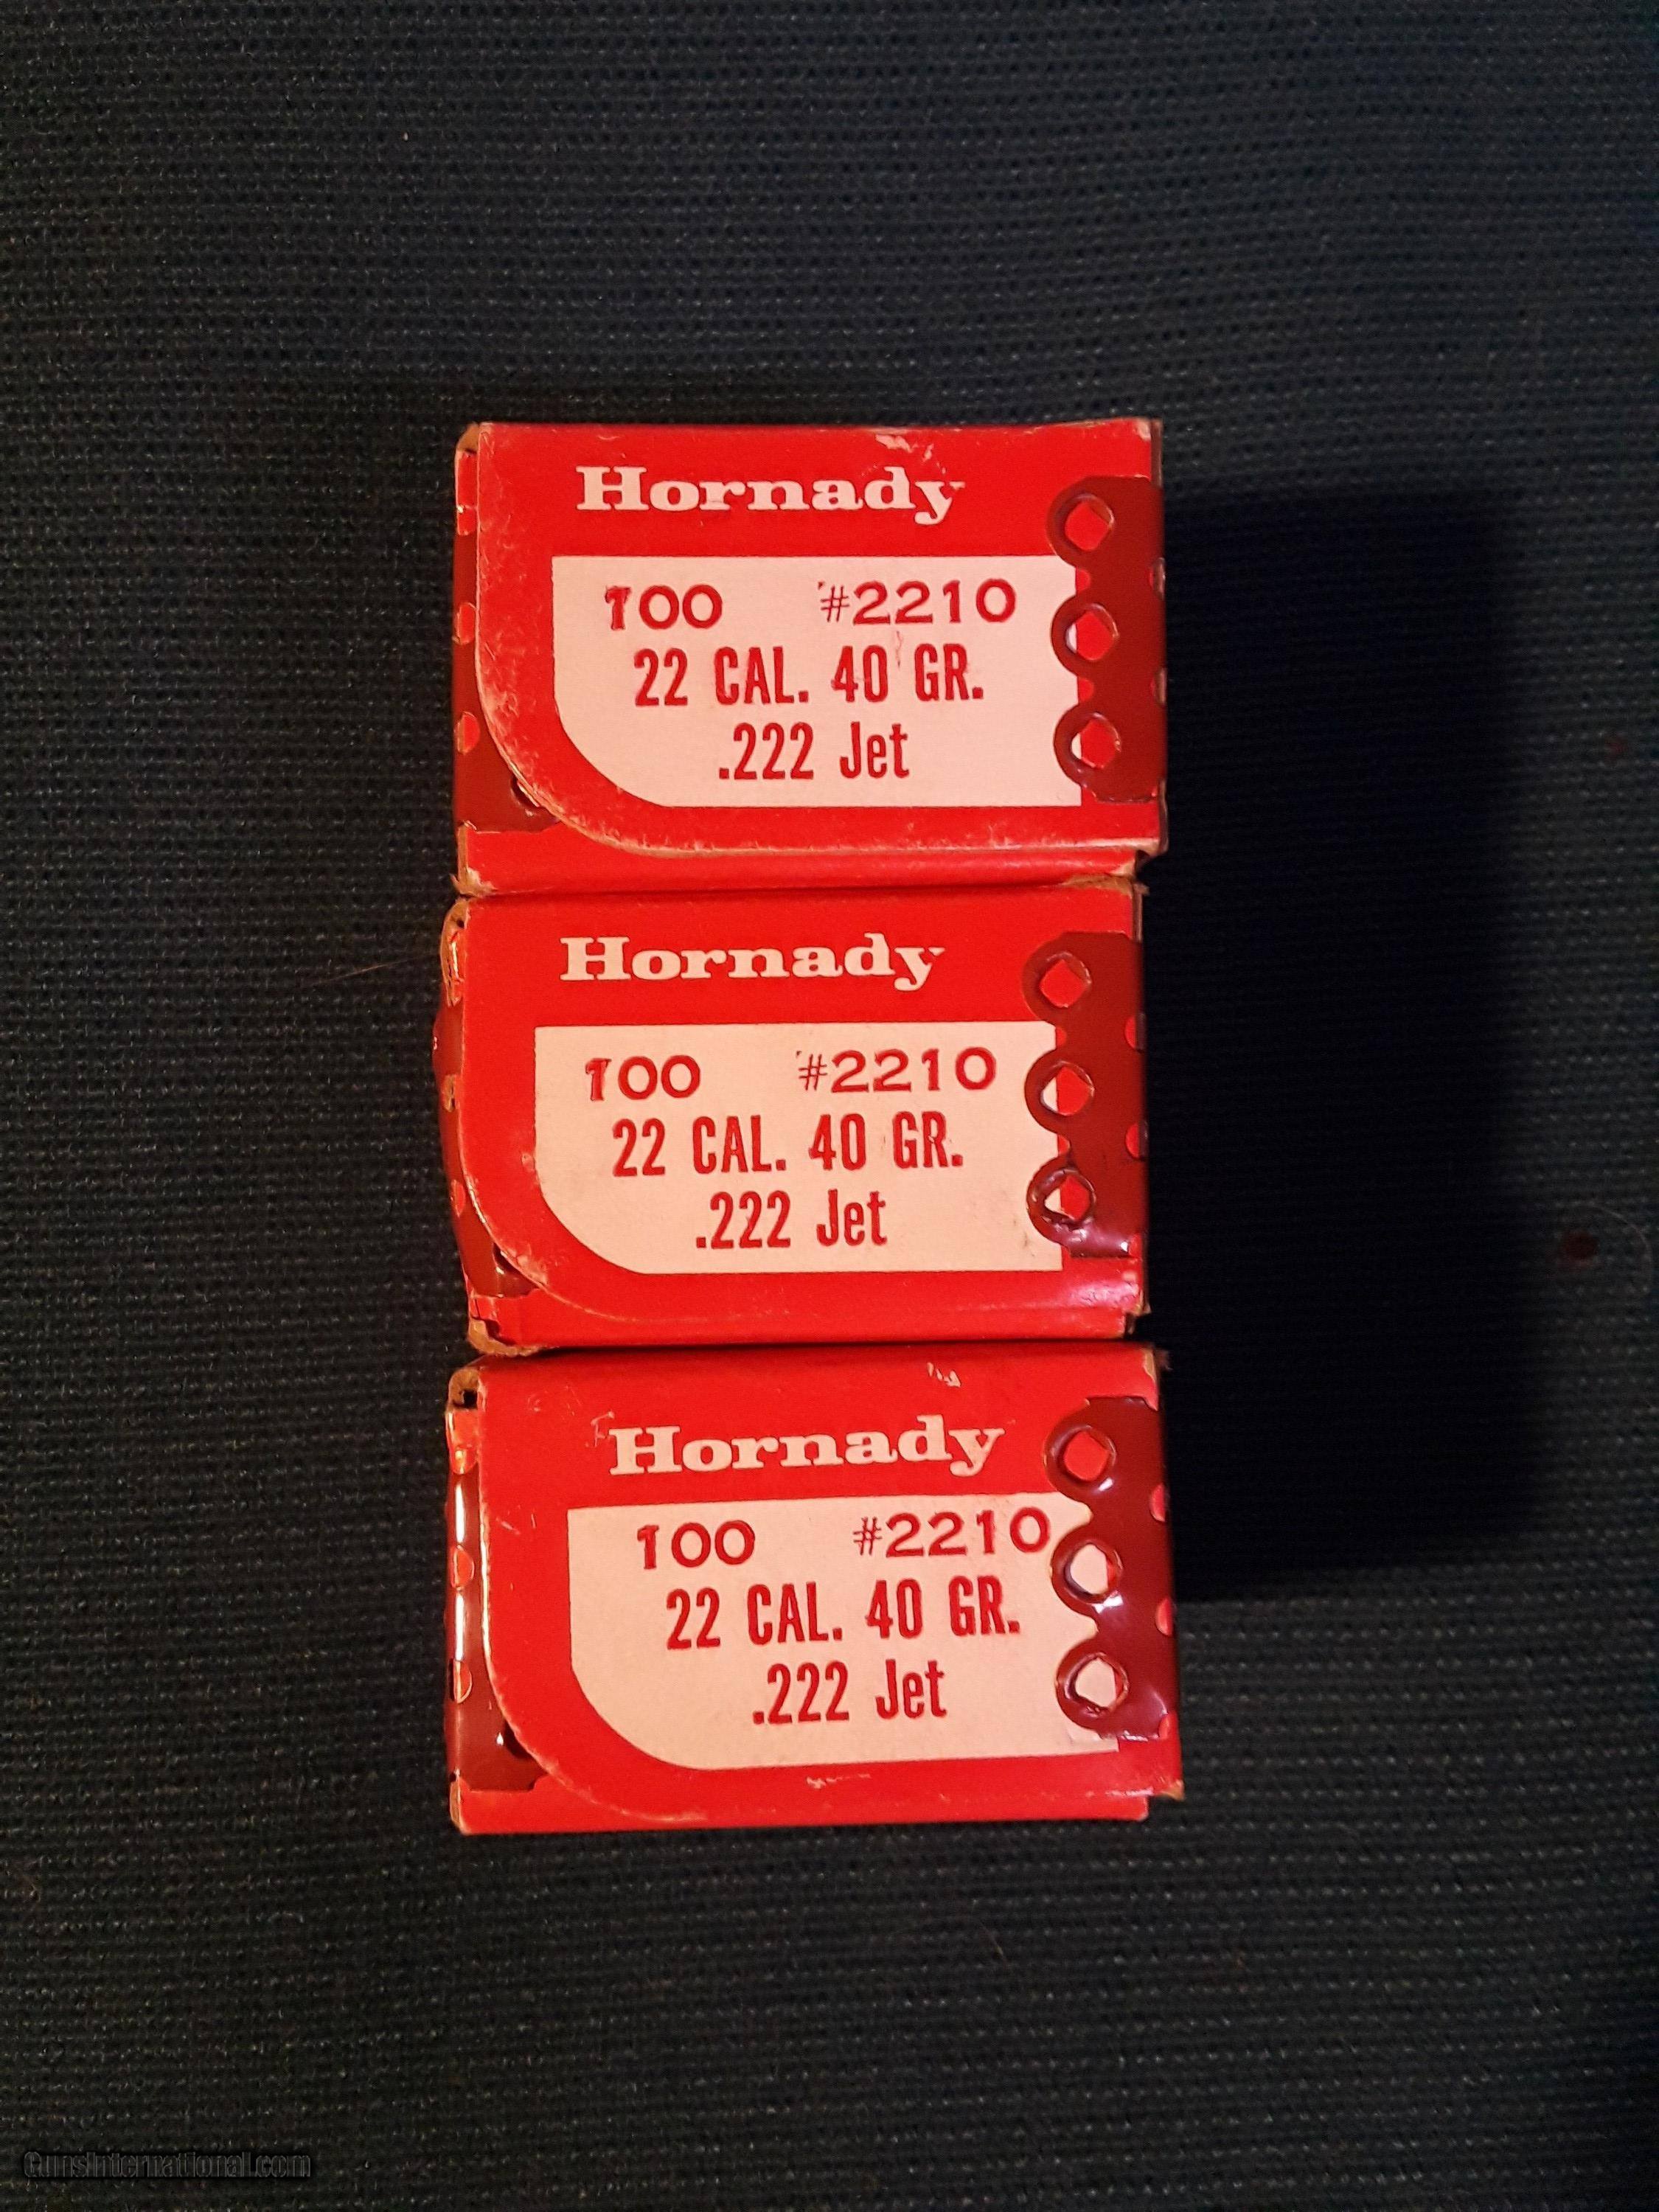 Hornady
100 #2210
22 CAL. 40 GR.
.222 Jet
Hornady
100 #2210
22 CAL. 40 GR.
.222 Jet
Hornady
100 #2210
22 CAL. 40 GR.
.222 Jet
GunsInternational.com